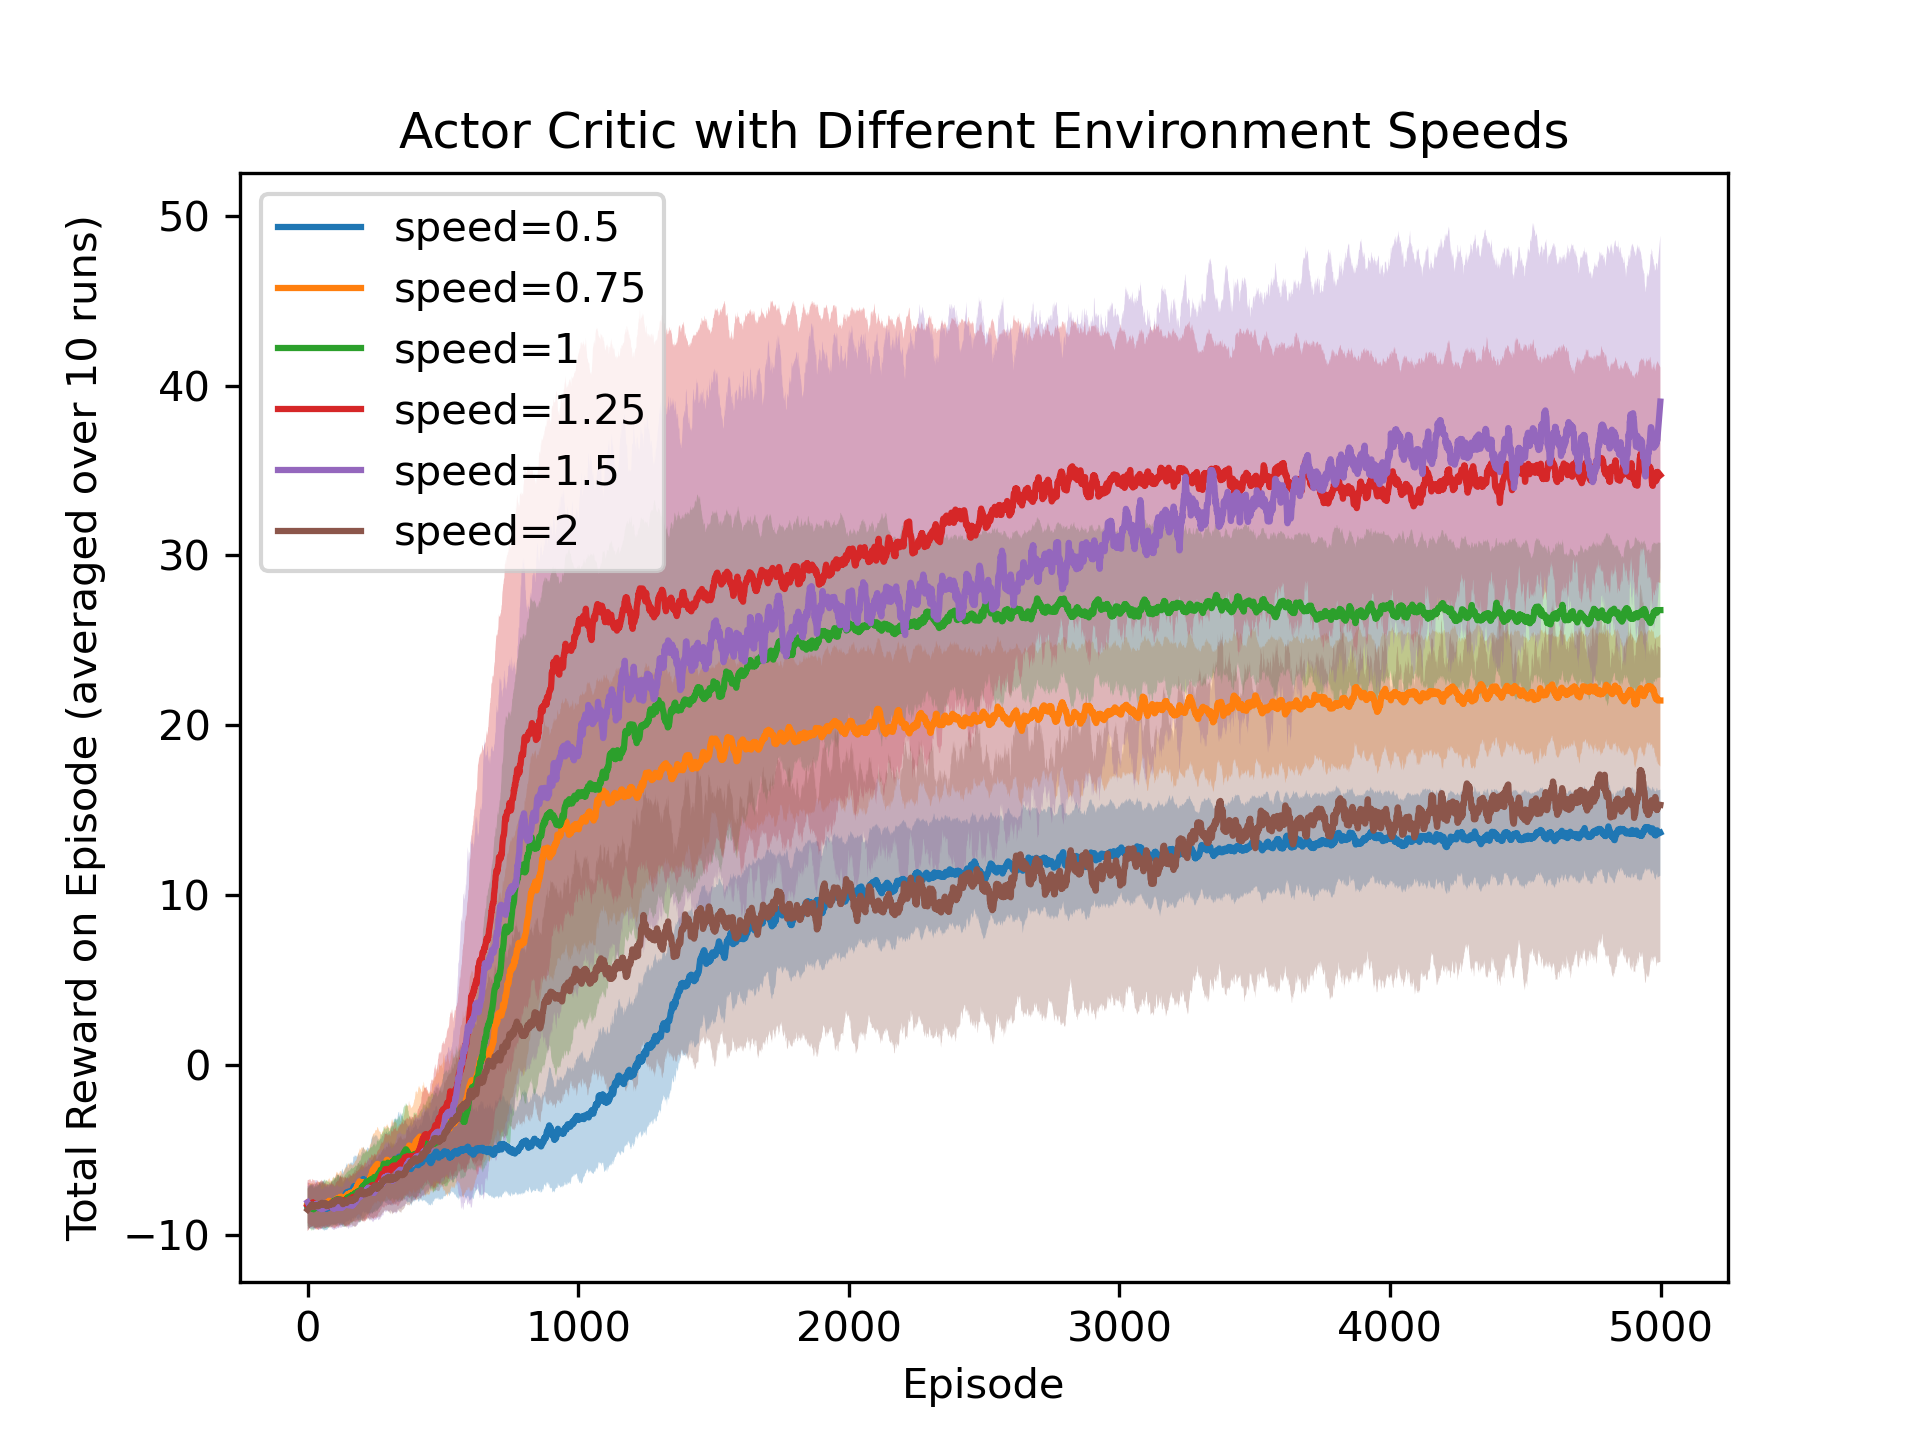 Actor Critic with Different Environment Speeds
Total Reward on Episode (averaged over 10 runs)
50
40
30
20
10
0
−10
speed=0.5
speed=0.75
speed=1
speed=1.25
speed=1.5
speed=2
0 1000 2000 3000 4000 5000
Episode